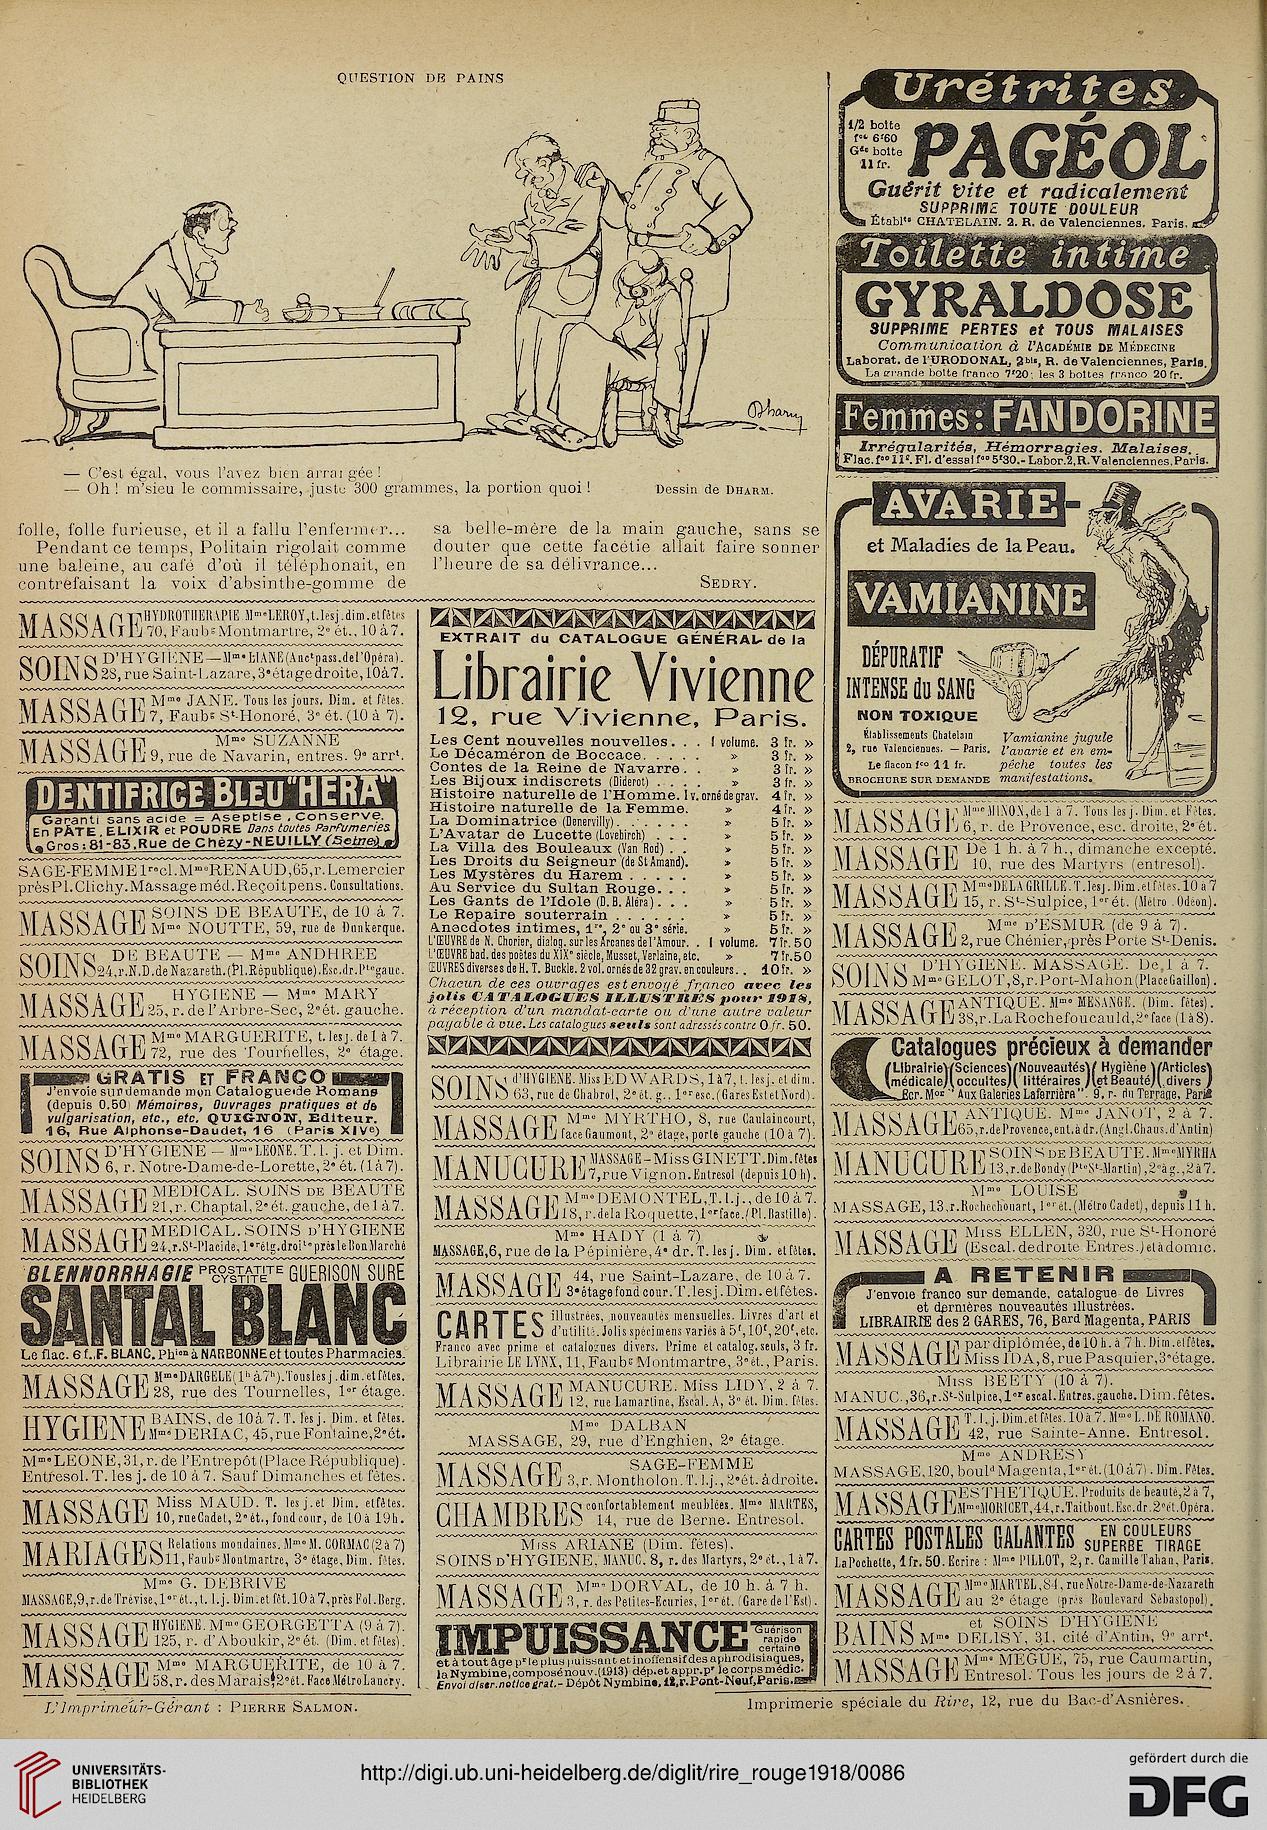 QUESTION DE PAINS
Dharm
— C'est égal, vous l'avez bien arrangée !
— Oh ! m'sieu le commissaire, juste 300 grammes, la portion quoi !
Dessin de DHARM.
folle, folle furieuse, et il a fallu l'enfermer...
Pendant ce temps, Politain rigolait comme
une baleine, au café d'où il téléphonait, en
contrefaisant la voix d'absinthe-gomme de
sa belle-mère de la main gauche, sans se
douter que cette facétie allait faire sonner
l'heure de sa délivrance...
SEDRY.
MASSAGE HYDROTHERAPIE Mme LEROY, t. les j. dim. et fêtes
70, Faubg Montmartre, 2e ét., 10 à 7.
SOINS D'HYGIENE — Mme LIANE (Anct pass. de l'Opéra).
28, rue Saint-Lazare, 3e étage droite, 10 à 7.
MASSAGE Mme JANE. Tous les jours. Dim. et fêtes.
7, Faubg St-Honoré, 3e ét. (10 à 7).
MASSAGE Mme SUZANNE
9, rue de Navarin, entres. 9e arrt.
DENTIFRICE BLEU "HERA"
Garanti sans acide = Aseptise, Conserve.
En PÂTE, ELIXIR et POUDRE Dans toutes Parfumeries
Gros: 81-83, Rue de Chézy - NEUILLY (Seine)
SAGE-FEMME 1re cl. Mme RENAUD, 65, r. Lemercier
près Pl. Clichy. Massage méd. Reçoit pens. Consultations.
MASSAGE SOINS DE BEAUTE, de 10 à 7.
Mme NOUTTE, 59, rue de Dunkerque.
SOINS DE BEAUTE — Mme ANDHREE
24, r. N.D. de Nazareth. (Pl. République). Esc. dr. Pte gauc.
MASSAGE HYGIENE — Mme MARY
25, r. de l'Arbre-Sec, 2e ét. gauche.
MASSAGE Mme MARGUERITE, t. les j. de 1 à 7.
72, rue des Tournelles, 2e étage.
GRATIS ET FRANCO
J'envoie sur demande mon Catalogue de Romans
(depuis 0.50) Mémoires, Ouvrages pratiques et de
vulgarisation, etc., etc. QUIGNON, Editeur.
16, Rue Alphonse-Daudet, 16 (Paris XIVe)
SOINS D'HYGIENE — Mme LEONE. T. l. j. et Dim.
6, r. Notre-Dame-de-Lorette, 2e ét. (1 à 7).
MASSAGE MEDICAL. SOINS DE BEAUTE
21, r. Chaptal, 2e ét. gauche, de 1 à 7.
MASSAGE MEDICAL. SOINS D'HYGIENE
24, r. St-Placide, 1er étg. droite près le Bon Marché
BLENNORRHAGIE PROSTATITE CYSTITE GUERISON SURE
SANTAL BLANC
Le flac. 6 f., F. BLANC. Phien à NARBONNE et toutes Pharmacies.
MASSAGE Mme DARGELE (1h à 7h). Tous les j. dim. et fêtes.
28, rue des Tournelles, 1er étage.
HYGIENE BAINS, de 10 à 7. T. les j. Dim. et fêtes.
Mme DERIAC, 45, rue Fontaine, 2e ét.
Mme LEONE, 31, r. de l'Entrepôt (Place République).
Entresol. T. les j. de 10 à 7. Sauf Dimanches et fêtes.
MASSAGE Miss MAUD. T. les j. et Dim. et fêtes.
10, rue Cadet, 2e ét., fond cour, de 10 à 19h.
MARIAGES Relations mondaines. Mme M. CORMAC (2 à 7)
11, Faubg Montmartre, 3e étage, Dim. fêtes.
Mme G. DEBRIVE
MASSAGE, 9, r. de Trévise, 1er ét., t. l. j. Dim. et fêt. 10 à 7, près Fol. Berg.
MASSAGE HYGIENE. Mme GEORGETTA (9 à 7).
125, r. d'Aboukir, 2e ét. (Dim. et fêtes).
MASSAGE Mme MARGUERITE, de 10 à 7.
58, r. des Marais, 2e ét. Face Métro Lancry.
L'Imprimeur-Gérant : PIERRE SALMON.
EXTRAIT du CATALOGUE GÉNÉRAL de la
Librairie Vivienne
12, rue Vivienne, Paris.
Les Cent nouvelles nouvelles. . . 1 volume. 3 fr. »
Le Décaméron de Boccace. . . . . » 3 fr. »
Contes de la Reine de Navarre. . » 3 fr. »
Les Bijoux indiscrets (Diderot) . . . . » 3 fr. »
Histoire naturelle de l'Homme. 1 v. orné de grav. 4 fr. »
Histoire naturelle de la Femme. » 4 fr. »
La Dominatrice (Denervilly) . . . . . » 5 fr. »
L'Avatar de Lucette (Lovebirch) . . . » 5 fr. »
La Villa des Bouleaux (Van Rod) . . » 5 fr. »
Les Droits du Seigneur (de St Amand). » 5 fr. »
Les Mystères du Harem . . . . . » 5 fr. »
Au Service du Sultan Rouge. . . » 5 fr. »
Les Gants de l'Idole (D. B. Aléra) . . . » 5 fr. »
Le Repaire souterrain . . . . . . » 5 fr. »
Anecdotes intimes, 1re, 2e ou 3e série. » 5 fr. »
L'ŒUVRE de N. Chorier, dialog. sur les Arcanes de l'Amour. . 1 volume. 7 fr. 50
L'ŒUVRE bad. des poètes du XIXe siècle, Musset, Verlaine, etc. » 7 fr. 50
ŒUVRES diverses de H. T. Buckle. 2 vol. ornés de 32 grav. en couleurs. . 10 fr. »
Chacun de ces ouvrages est envoyé franco avec les
jolis CATALOGUES ILLUSTRES pour 1918,
à réception d'un mandat-carte ou d'une autre valeur
payable à vue. Les catalogues seuls sont adressés contre 0 fr. 50.
SOINS d'HYGIENE. Miss EDWARDS, 1 à 7, t. les j. et dim.
63, rue de Chabrol, 2e ét. g., 1er esc. (Gares Est et Nord).
MASSAGE Mme MYRTHO, 8, rue Caulaincourt,
face Gaumont, 2e étage, porte gauche (10 à 7).
MANUCURE MASSAGE - Miss GINETT. Dim. fêtes
7, rue Vignon. Entresol (depuis 10 h).
MASSAGE Mme DEMONTEL, T. l. j., de 10 à 7.
18, r. de la Roquette, 1er face. (Pl. Bastille).
Mme HADY (1 à 7)
MASSAGE, 6, rue de la Pépinière, 4e dr. T. les j. Dim. et fêtes.
MASSAGE 44, rue Saint-Lazare, de 10 à 7.
3e étage fond cour. T. les j. Dim. et fêtes.
CARTES illustrées, nouveautés mensuelles. Livres d'art et
d'utilité. Jolis spécimens variés à 5f, 10f, 20f, etc.
Franco avec prime et catalogues divers. Prime et catalog. seuls, 3 fr.
Librairie LE LYNX, 11, Faubg Montmartre, 3e ét., Paris.
MASSAGE MANUCURE. Miss LIDY, 2 à 7.
12, rue Lamartine, Escal. A, 3e ét. Dim. fêtes.
Mme DALBAN
MASSAGE, 29, rue d'Enghien, 2e étage.
MASSAGE SAGE-FEMME
3, r. Montholon. T. l. j., 2e ét. à droite.
CHAMBRES confortablement meublées. Mme MARTES,
14, rue de Berne. Entresol.
Miss ARIANE (Dim. fêtes).
SOINS D'HYGIENE, MANUC. 8, r. des Martyrs, 2e ét., 1 à 7.
MASSAGE Mme DORVAL, de 10 h. à 7 h.
3, r. des Petites-Ecuries, 1er ét. (Gare de l'Est).
IMPUISSANCE Guérison rapide certaine
et à tout âge pr le plus puissant et inoffensif des aphrodisiaques,
la Nymbine, composé nouv. (1913) dép. et appr. pr le corps médic.
Envoi discr. notice grat. - Dépôt Nymbine, 12, r. Pont-Neuf, Paris.
Urétrites
1/2 boite
fco 6f60
Gde boite
11 fr.
PAGÉOL
Guérit vite et radicalement
SUPPRIME TOUTE DOULEUR
Établts CHATELAIN, 2, R. de Valenciennes, Paris.
Toilette intime
GYRALDOSE
SUPPRIME PERTES et TOUS MALAISES
Communication à l'ACADÉMIE DE MÉDECINE
Laborat. de l'URODONAL, 2bis, R. de Valenciennes, Paris.
La grande boite franco 7f20; les 3 boites franco 20 fr.
Femmes: FANDORINE
Irrégularités, Hémorragies, Malaises.
Flac. fco 11f. Fl. d'essai fco 5f30. - Labor. 2, R. Valenciennes, Paris.
AVARIE
et Maladies de la Peau.
VAMIANINE
DÉPURATIF
INTENSE du SANG
NON TOXIQUE
Établissements Chatelain
2, rue Valenciennes. — Paris.
Le flacon fco 11 fr.
BROCHURE SUR DEMANDE
Vamianine jugule
l'avarie et en em-
pêche toutes les
manifestations.
MASSAGE Mme MINON, de 1 à 7. Tous les j. Dim. et Fêtes.
6, r. de Provence, esc. droite, 2e ét.
MASSAGE De 1 h. à 7 h., dimanche excepté.
10, rue des Martyrs (entresol).
MASSAGE Mme DE LA GRILLE. T. les j. Dim. et fêtes. 10 à 7
15, r. St-Sulpice, 1er ét. (Métro Odéon).
MASSAGE Mme D'ESMUR (de 9 à 7).
2, rue Chénier, près Porte St-Denis.
SOINS D'HYGIENE. MASSAGE. De 1 à 7.
Mme GELOT, 8, r. Port-Mahon (Place Gaillon).
MASSAGE ANTIQUE. Mme MESANGE. (Dim. fêtes).
38, r. La Rochefoucauld, 2e face (1 à 8).
Catalogues précieux à demander
(Librairie médicale) (Sciences occultes) (Nouveautés littéraires) (Hygiène et Beauté) (Articles divers)
Ecr. Mon "Aux Galeries Laferrière". 9, r. du Terrage, Paris
MASSAGE ANTIQUE. Mme JANOT, 2 à 7.
65, r. de Provence, ent. à dr. (Angl. Chaus. d'Antin)
MANUCURE SOINS DE BEAUTE. Mme MYRHA
13, r. de Bondy (Pte St-Martin), 2e à g., 2 à 7.
Mme LOUISE
MASSAGE, 13, r. Rochechouart, 1er ét. (Métro Cadet), depuis 11 h.
MASSAGE Miss ELLEN, 320, rue St-Honoré
(Escal. de droite Entres.) et à domic.
A RETENIR
J'envoie franco sur demande, catalogue de Livres
et dernières nouveautés illustrées.
LIBRAIRIE des 2 GARES, 76, Bard Magenta, PARIS
MASSAGE par diplômée, de 10 h. à 7 h. Dim. et fêtes.
Miss IDA, 8, rue Pasquier, 3e étage.
Miss BEETY (10 à 7).
MANUC., 36, r. St-Sulpice, 1er escal. Entres. gauche. Dim. fêtes.
MASSAGE T. l. j. Dim. et fêtes. 10 à 7. Mme L. DE ROMANO.
42, rue Sainte-Anne. Entresol.
Mme ANDRESY
MASSAGE. 120, bould Magenta, 1er ét. (10 à 7). Dim. Fêtes.
MASSAGE ESTHETIQUE. Produits de beauté, 2 à 7,
Mme MORICET, 44, r. Taitbout. Esc. dr. 2e ét. Opéra.
CARTES POSTALES GALANTES EN COULEURS
SUPERBE TIRAGE
La Pochette, 1 fr. 50. Ecrire : Mme PILLOT, 2, r. Camille Tahan, Paris.
MASSAGE Mme MARTEL, 84, rue Notre-Dame-de-Nazareth
au 2e étage (près Boulevard Sébastopol).
BAINS et SOINS D'HYGIENE
Mme DELISY, 31, cité d'Antin, 9e arrt.
MASSAGE Mme MEGUE, 75, rue Caumartin,
Entresol. Tous les jours de 2 à 7.
Imprimerie spéciale du Rire, 12, rue du Bac-d'Asnières.
UNIVERSITÄTS-
BIBLIOTHEK
HEIDELBERG
http://digi.ub.uni-heidelberg.de/diglit/rire_rouge1918/0086
gefördert durch die
DFG